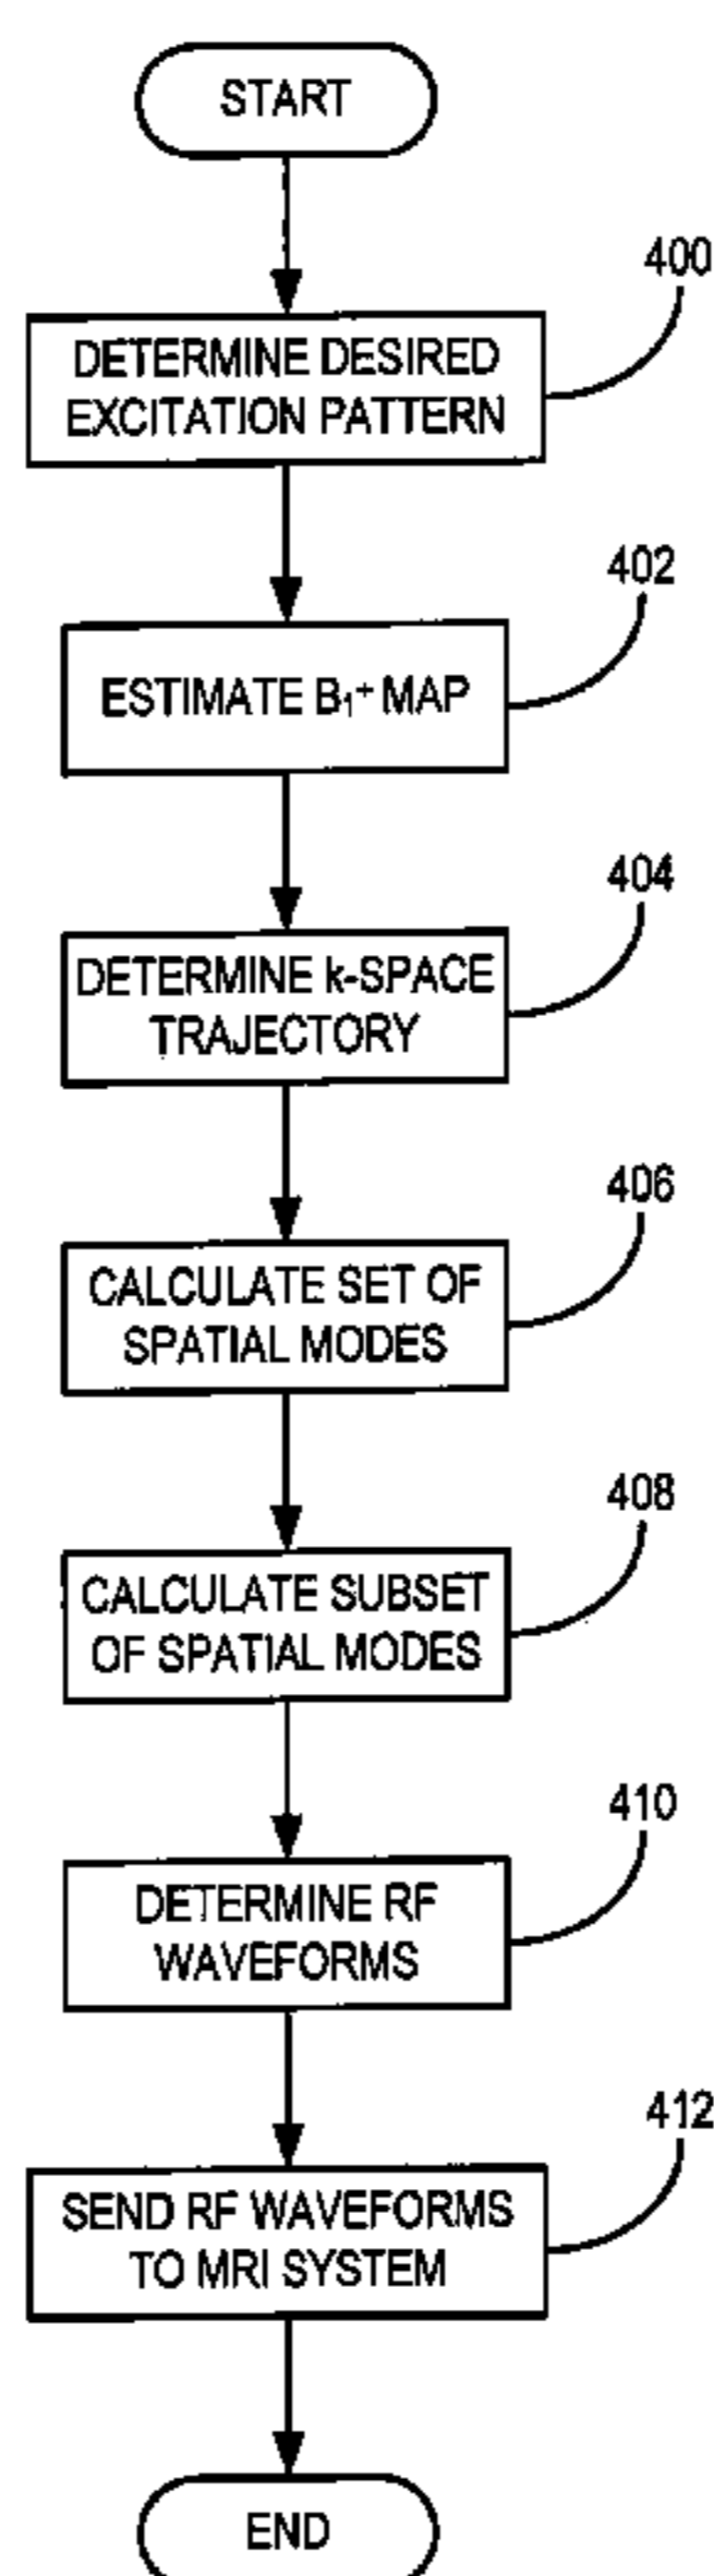 START
400
DETERMINE DESIRED
EXCITATION PATTERN
402
ESTIMATE B₁⁺ MAP
404
DETERMINE k-SPACE
TRAJECTORY
406
CALCULATE SET OF
SPATIAL MODES
408
CALCULATE SUBSET
OF SPATIAL MODES
410
DETERMINE RF
WAVEFORMS
412
SEND RF WAVEFORMS
TO MRI SYSTEM
END